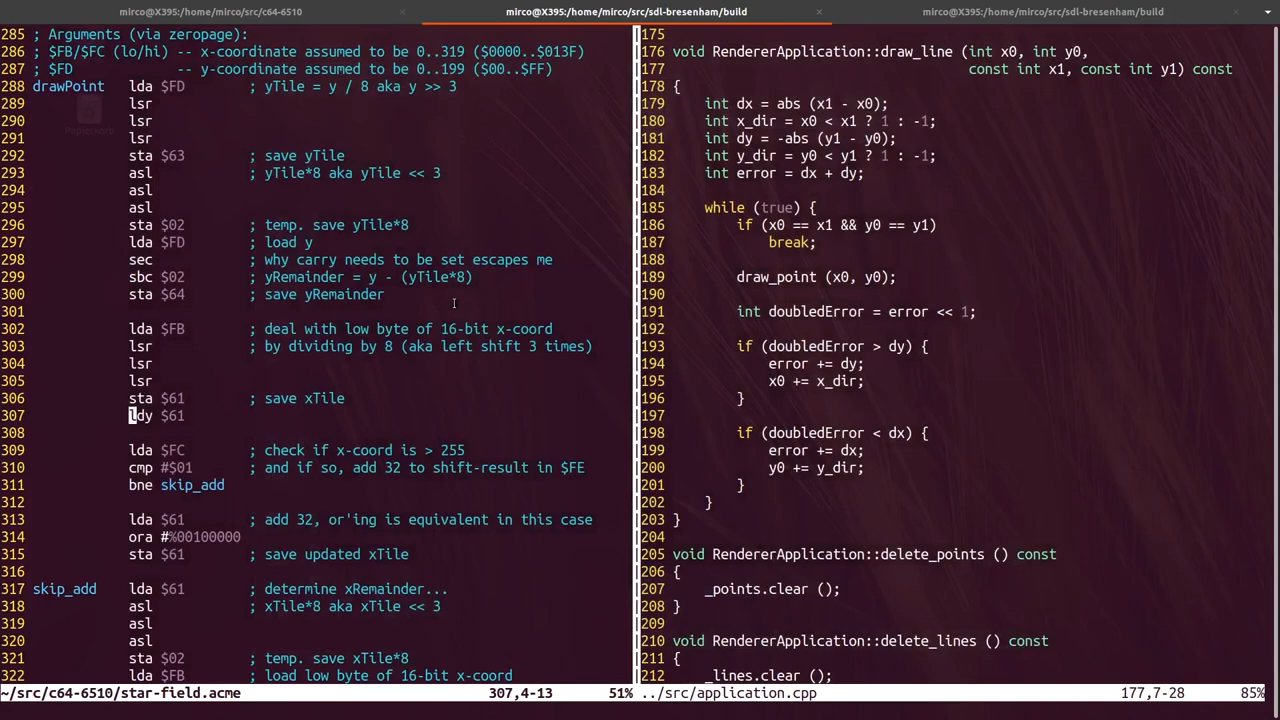 mirco@X395:/home/mirco/src/c64-6510 × mirco@X395:/home/mirco/src/sdl-bresenham/build × mirco@X395:/home/mirco/src/sdl-bresenham/build ×
285 ; Arguments (via zeropage):
286 ; $FB/$FC (lo/hi) -- x-coordinate assumed to be 0..319 ($0000..$013F)
287 ; $FD -- y-coordinate assumed to be 0..199 ($00..$FF)
288 drawPoint lda $FD ; yTile = y / 8 aka y >> 3
289 lsr
290 lsr
291 lsr
292 sta $63 ; save yTile
293 asl ; yTile*8 aka yTile << 3
294 asl
295 asl
296 sta $02 ; temp. save yTile*8
297 lda $FD ; load y
298 sec ; why carry needs to be set escapes me
299 sbc $02 ; yRemainder = y - (yTile*8)
300 sta $64 ; save yRemainder
301
302 lda $FB ; deal with low byte of 16-bit x-coord
303 lsr ; by dividing by 8 (aka left shift 3 times)
304 lsr
305 lsr
306 sta $61 ; save xTile
307 ldy $61
308
309 lda $FC ; check if x-coord is > 255
310 cmp #$01 ; and if so, add 32 to shift-result in $FE
311 bne skip_add
312
313 lda $61 ; add 32, or'ing is equivalent in this case
314 ora #%00100000
315 sta $61 ; save updated xTile
316
317 skip_add lda $61 ; determine xRemainder...
318 asl ; xTile*8 aka xTile << 3
319 asl
320 asl
321 sta $02 ; temp. save xTile*8
322 lda $FB ; load low byte of 16-bit x-coord
~/src/c64-6510/star-field.acme 307,4-13 51%
175
176 void RendererApplication::draw_line (int x0, int y0,
177 const int x1, const int y1) const
178 {
179 int dx = abs (x1 - x0);
180 int x_dir = x0 < x1 ? 1 : -1;
181 int dy = -abs (y1 - y0);
182 int y_dir = y0 < y1 ? 1 : -1;
183 int error = dx + dy;
184
185 while (true) {
186 if (x0 == x1 && y0 == y1)
187 break;
188
189 draw_point (x0, y0);
190
191 int doubledError = error << 1;
192
193 if (doubledError > dy) {
194 error += dy;
195 x0 += x_dir;
196 }
197
198 if (doubledError < dx) {
199 error += dx;
200 y0 += y_dir;
201 }
202 }
203 }
204
205 void RendererApplication::delete_points () const
206 {
207 _points.clear ();
208 }
209
210 void RendererApplication::delete_lines () const
211 {
212 _lines.clear ();
../src/application.cpp 177,7-28 85%
Papierkorb